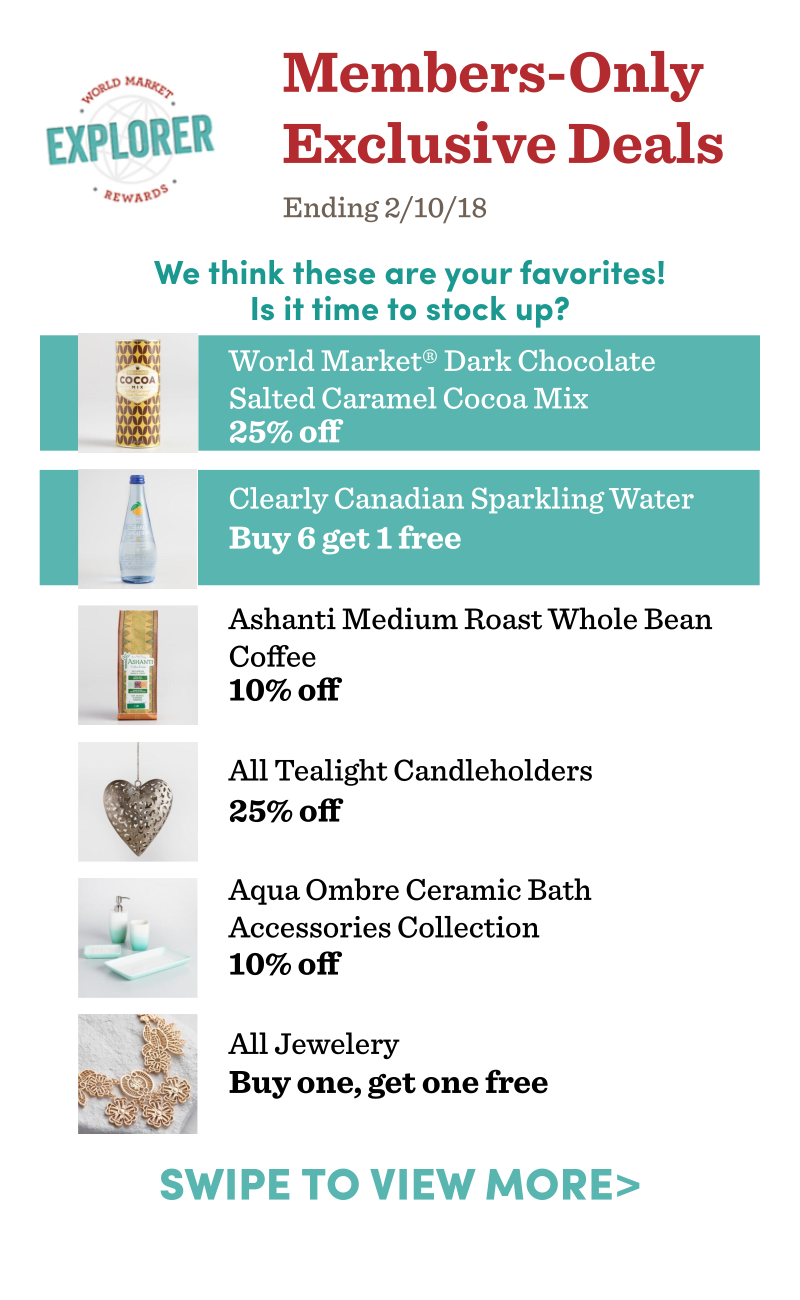 WORLD MARKET
EXPLORER
REWARDS
Members-Only
Exclusive Deals
Ending 2/10/18
We think these are your favorites!
Is it time to stock up?
COCOA
MIX
World Market® Dark Chocolate
Salted Caramel Cocoa Mix
25% off
Clearly Canadian Sparkling Water
Buy 6 get 1 free
ASHANTI
Ashanti Medium Roast Whole Bean
Coffee
10% off
All Tealight Candleholders
25% off
Aqua Ombre Ceramic Bath
Accessories Collection
10% off
All Jewelery
Buy one, get one free
SWIPE TO VIEW MORE>